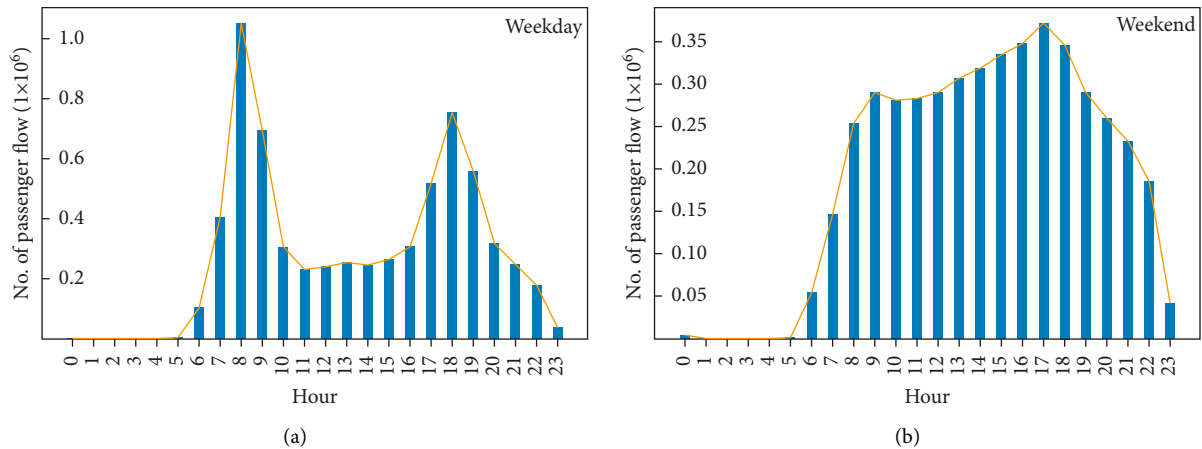 Weekday
No. of passenger flow (1×10⁶)
1.0
0.8
0.6
0.4
0.2
0 1 2 3 4 5 6 7 8 9 10 11 12 13 14 15 16 17 18 19 20 21 22 23
Hour
(a)
Weekend
No. of passenger flow (1×10⁶)
0.35
0.30
0.25
0.20
0.15
0.10
0.05
0 1 2 3 4 5 6 7 8 9 10 11 12 13 14 15 16 17 18 19 20 21 22 23
Hour
(b)